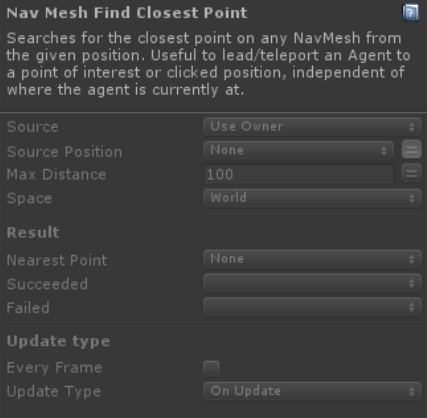 Nav Mesh Find Closest Point
Searches for the closest point on any NavMesh from
the given position. Useful to lead/teleport an Agent to
a point of interest or clicked position, independent of
where the agent is currently at.
Source Use Owner
Source Position None
Max Distance 100
Space World
Result
Nearest Point None
Succeeded
Failed
Update type
Every Frame
Update Type On Update